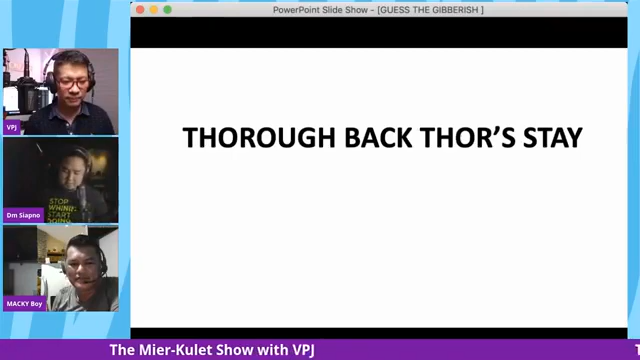 PowerPoint Slide Show - [GUESS THE GIBBERISH ]
THOROUGH BACK THOR'S STAY
VPJ
STOP
WHINING
START
DOING
Dm Siapno
MACKY Boy
The Mier-Kulet Show with VPJ